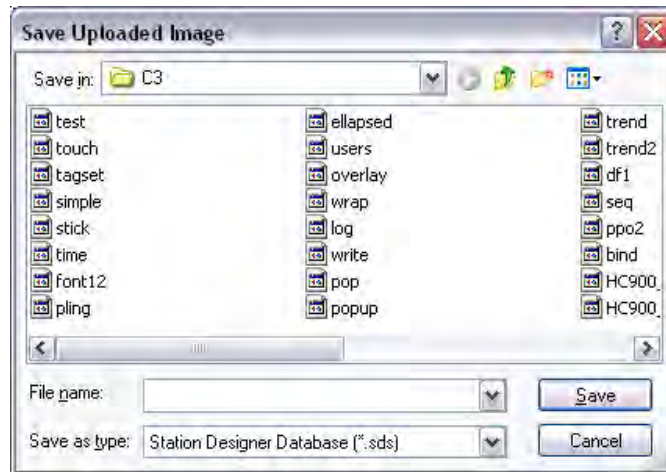 Save Uploaded Image
Save in: C3
test ellapsed trend
touch users trend2
tagset overlay df1
simple wrap seq
stick log ppo2
time write bind
font12 pop HC900_
pling popup HC900_
File name: Save
Save as type: Station Designer Database (*.sds) Cancel